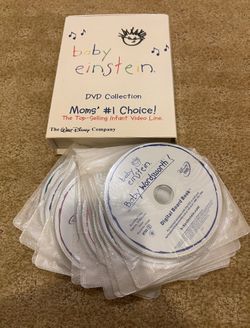 baby
einstein
DVD Collection
Moms' #1 Choice!
The Top-Selling Infant Video Line.
The Walt Disney Company
baby
einstein
Baby Wordsworth
Digital Board Book